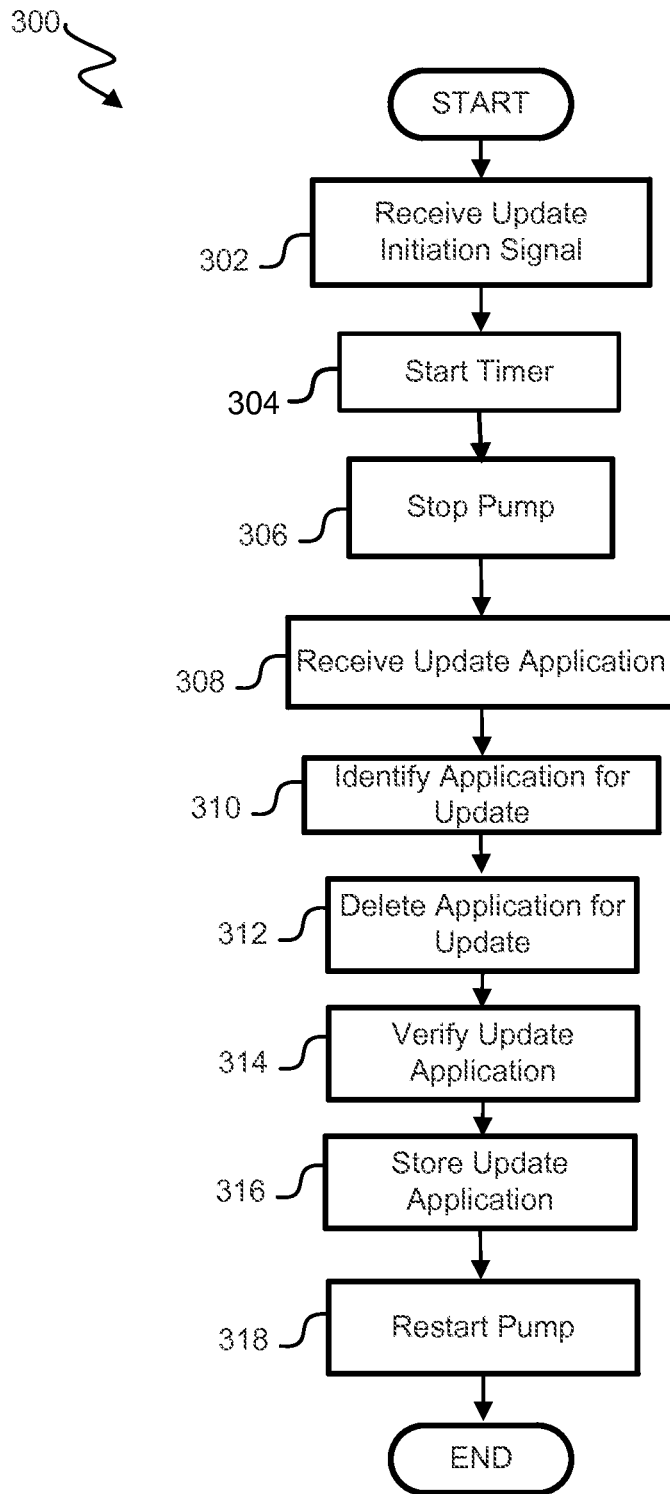 300
START
Receive Update
Initiation Signal
302
Start Timer
304
Stop Pump
306
Receive Update Application
308
Identify Application for
Update
310
Delete Application for
Update
312
Verify Update
Application
314
Store Update
Application
316
Restart Pump
318
END